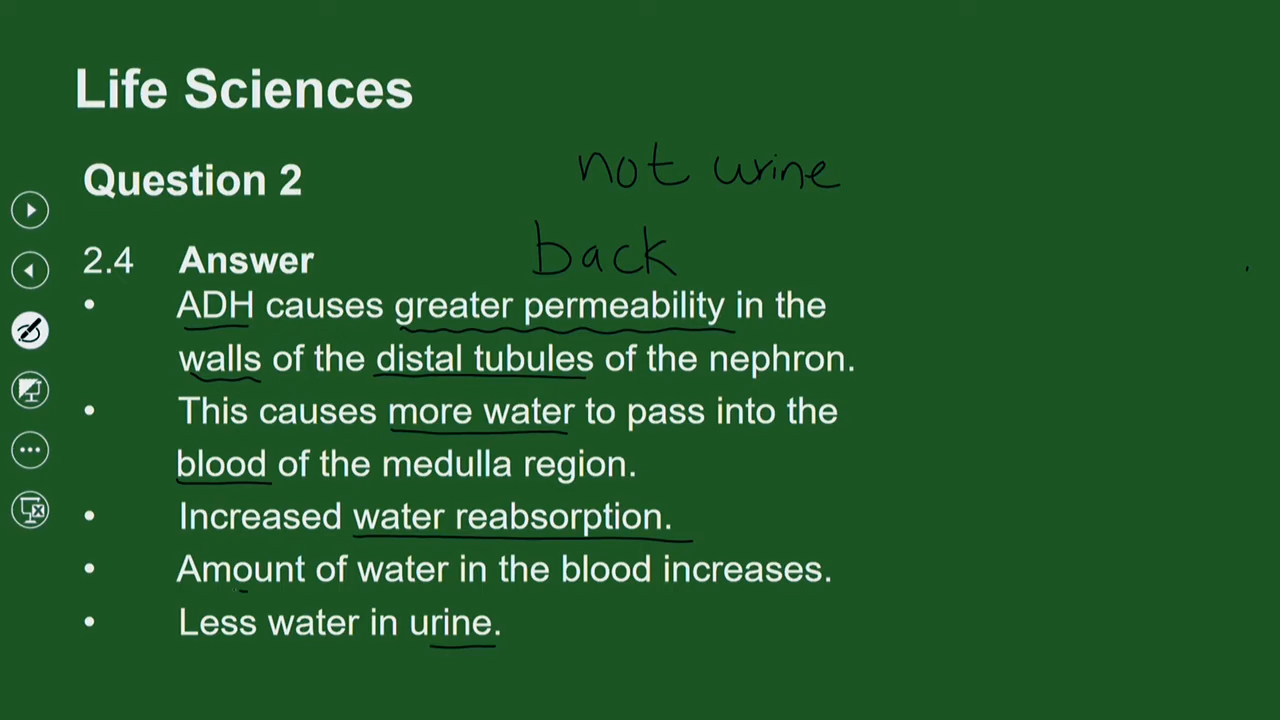 Life Sciences
not urine
Question 2
back
2.4 Answer
• ADH causes greater permeability in the
walls of the distal tubules of the nephron.
• This causes more water to pass into the
blood of the medulla region.
• Increased water reabsorption.
• Amount of water in the blood increases.
• Less water in urine.